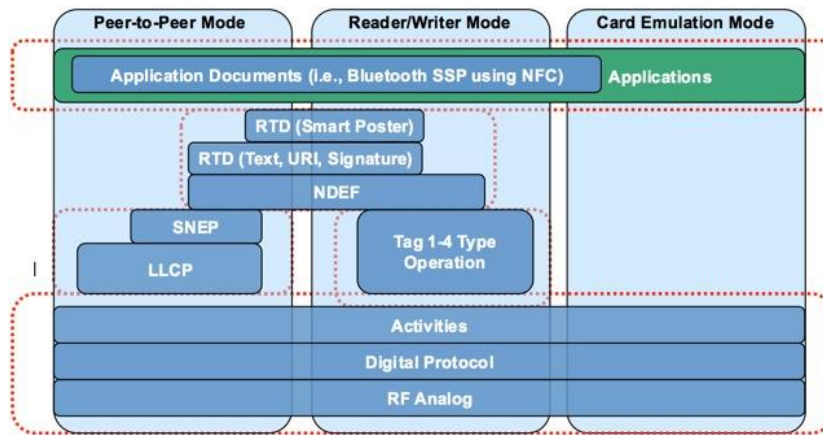 Peer-to-Peer Mode
Reader/Writer Mode
Card Emulation Mode
Application Documents (i.e., Bluetooth SSP using NFC)
Applications
RTD (Smart Poster)
RTD (Text, URI, Signature)
NDEF
SNEP
LLCP
Tag 1-4 Type
Operation
Activities
Digital Protocol
RF Analog